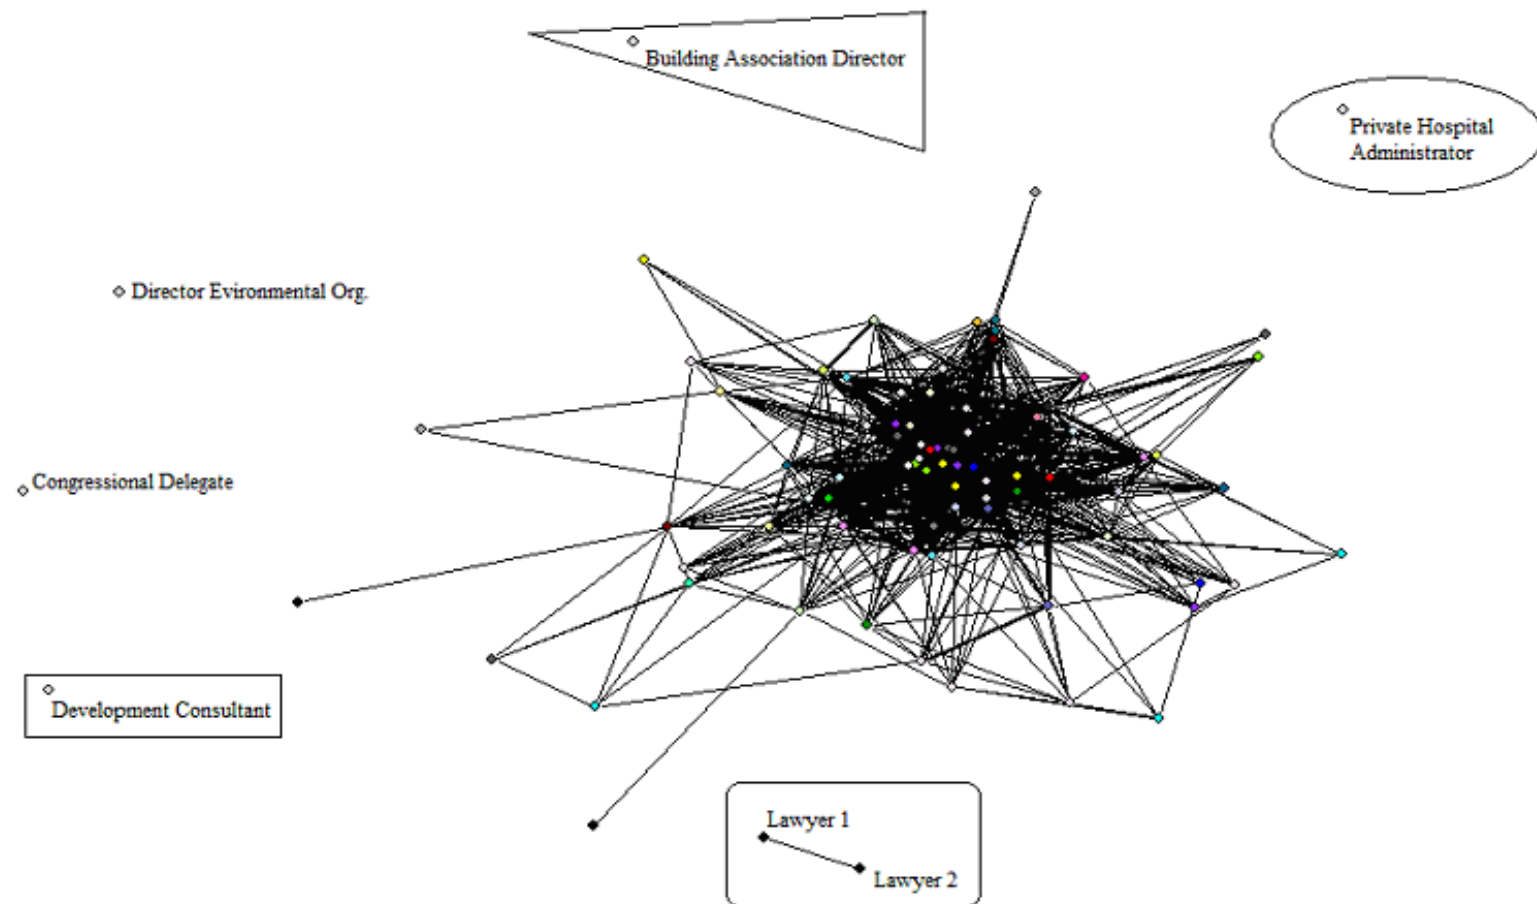 Building Association Director
Private Hospital
Administrator
Director Evironmental Org.
Congressional Delegate
Development Consultant
Lawyer 1
Lawyer 2